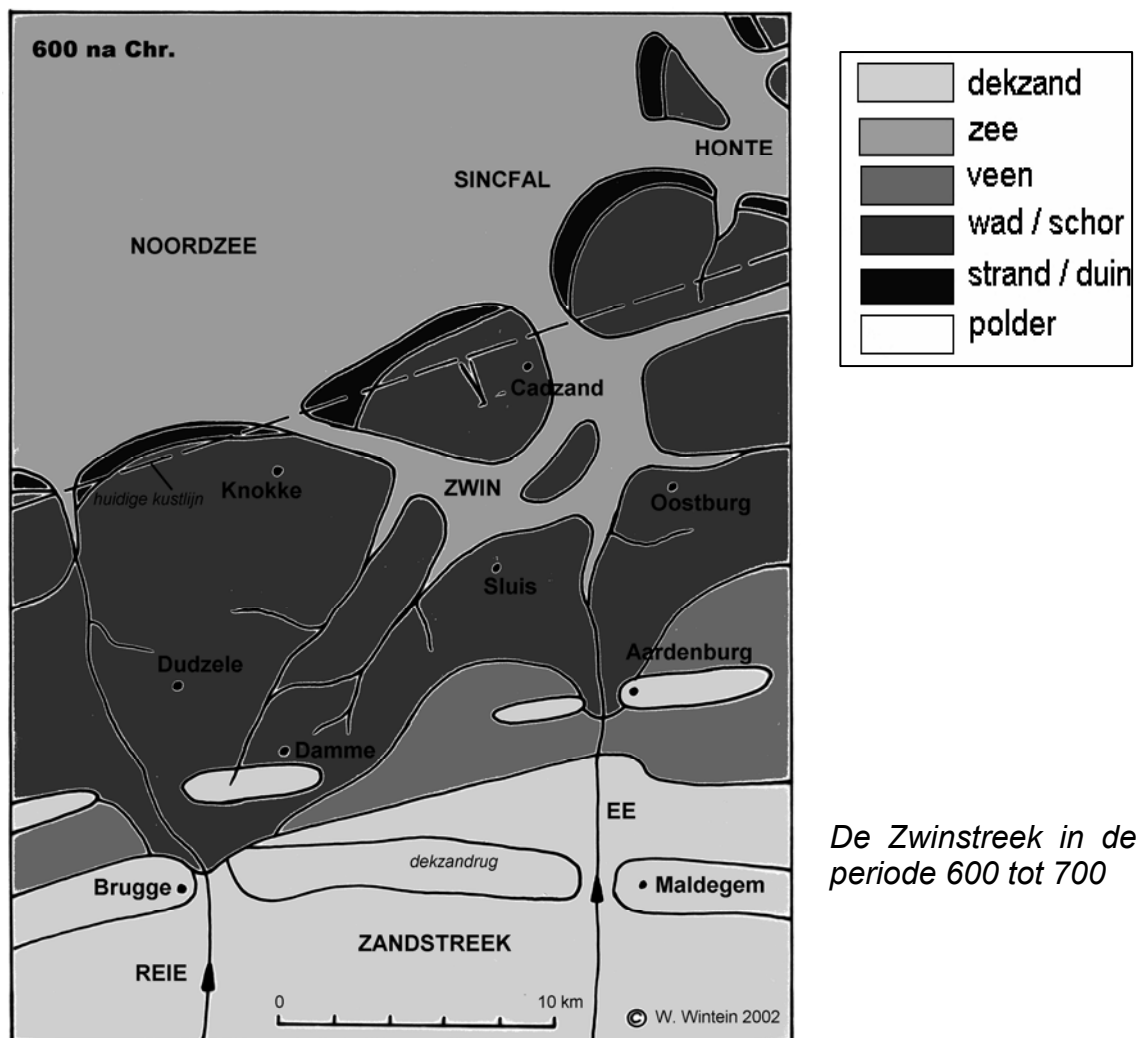 600 na Chr.
HONTE
SINCFAL
NOORDZEE
Cadzand
huidige kustlijn
Knokke
ZWIN
Oostburg
Sluis
Dudzele
Aardenburg
Damme
EE
dekzandrug
Brugge
Maldegem
ZANDSTREEK
REIE
0 10 km
© W. Wintein 2002
dekzand
zee
veen
wad / schor
strand / duin
polder
De Zwinstreek in de
periode 600 tot 700